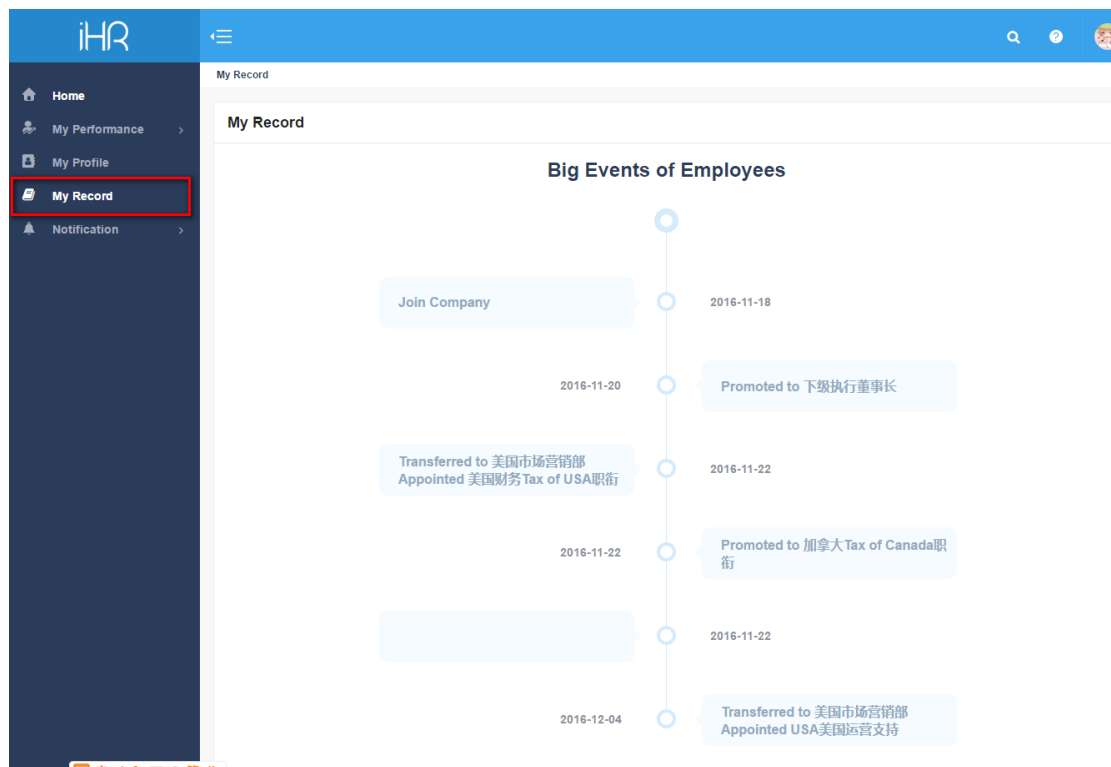 iHR
My Record
Home
My Performance
My Profile
My Record
Notification
My Record
Big Events of Employees
Join Company
2016-11-18
2016-11-20
Promoted to 下级执行董事长
Transferred to 美国市场营销部
Appointed 美国财务Tax of USA职衔
2016-11-22
2016-11-22
Promoted to 加拿大Tax of Canada职
衔
2016-11-22
2016-12-04
Transferred to 美国市场营销部
Appointed USA美国运营支持